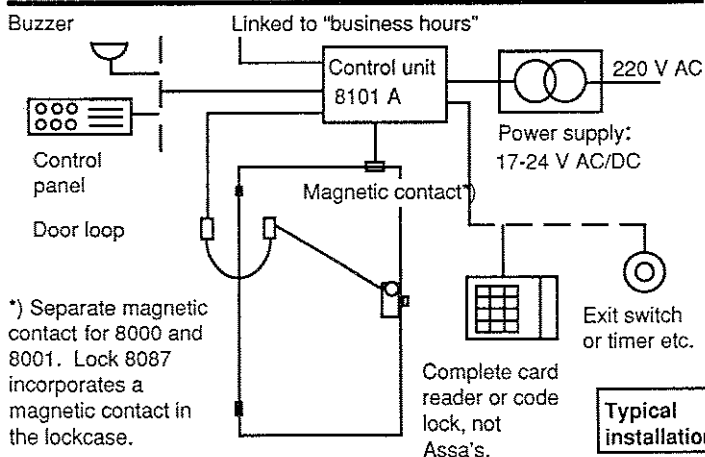 Buzzer
Linked to “business hours”
Control unit
8101 A
220 V AC
Power supply:
17-24 V AC/DC
Control
panel
Magnetic contact*)
Door loop
*) Separate magnetic
contact for 8000 and
8001. Lock 8087
incorporates a
magnetic contact in
the lockcase.
Complete card
reader or code
lock, not
Assa's.
Exit switch
or timer etc.
Typical
installation